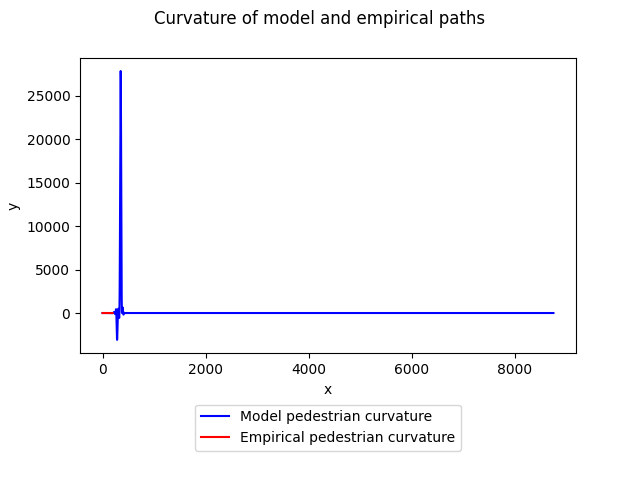 Curvature of model and empirical paths
25000
20000
15000
10000
5000
0
y
0 2000 4000 6000 8000
x
Model pedestrian curvature
Empirical pedestrian curvature